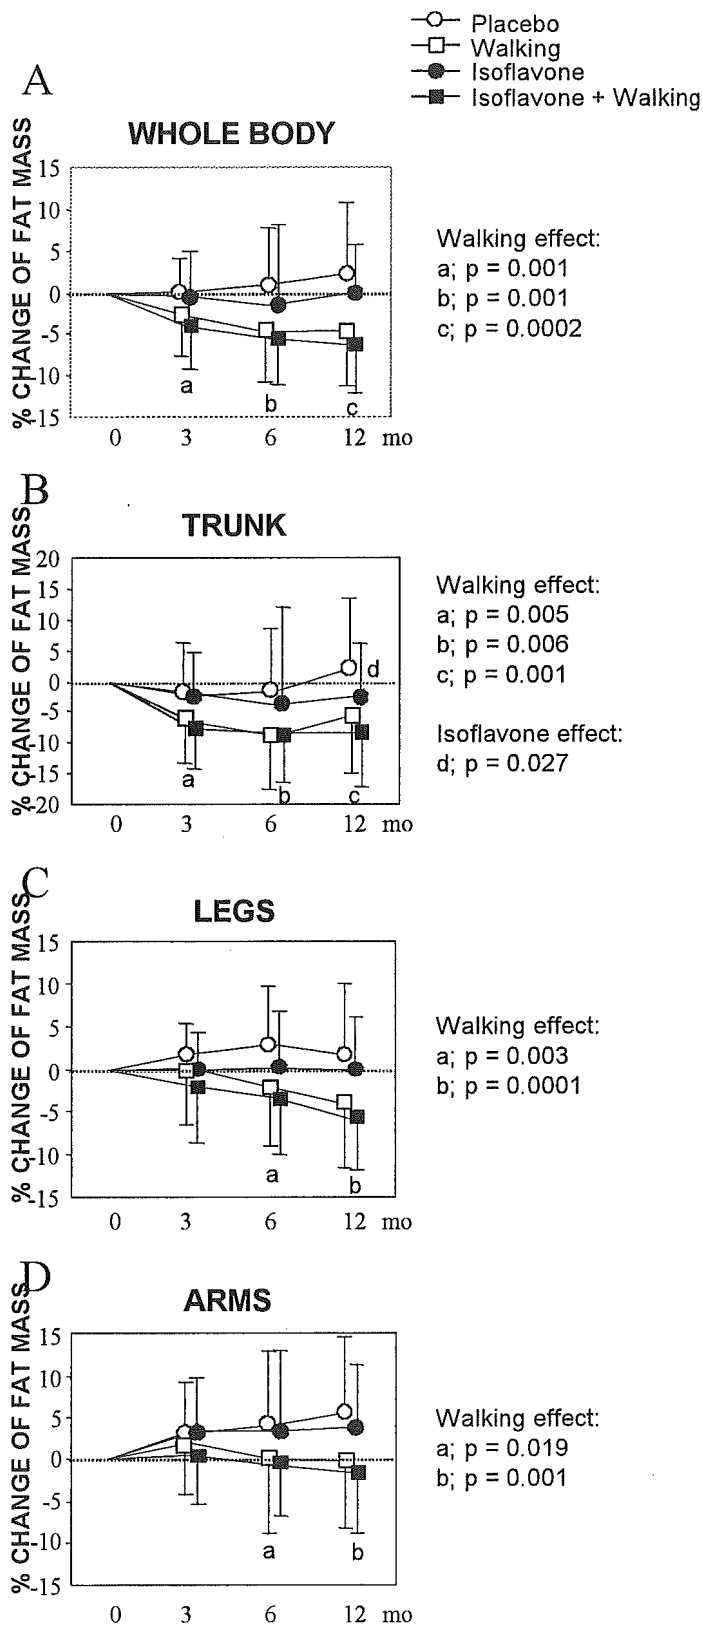 Placebo
Walking
Isoflavone
Isoflavone + Walking
A
WHOLE BODY
% CHANGE OF FAT MASS
15
10
5
0
-5
-10
-15
a
b
c
0 3 6 12 mo
Walking effect:
a; p = 0.001
b; p = 0.001
c; p = 0.0002
B
TRUNK
% CHANGE OF FAT MASS
20
15
10
5
0
-5
-10
-15
-20
a
b
c
d
0 3 6 12 mo
Walking effect:
a; p = 0.005
b; p = 0.006
c; p = 0.001
Isoflavone effect:
d; p = 0.027
C
LEGS
% CHANGE OF FAT MASS
15
10
5
0
-5
-10
-15
a
b
0 3 6 12 mo
Walking effect:
a; p = 0.003
b; p = 0.0001
D
ARMS
% CHANGE OF FAT MASS
15
10
5
0
-5
-10
-15
a
b
0 3 6 12 mo
Walking effect:
a; p = 0.019
b; p = 0.001